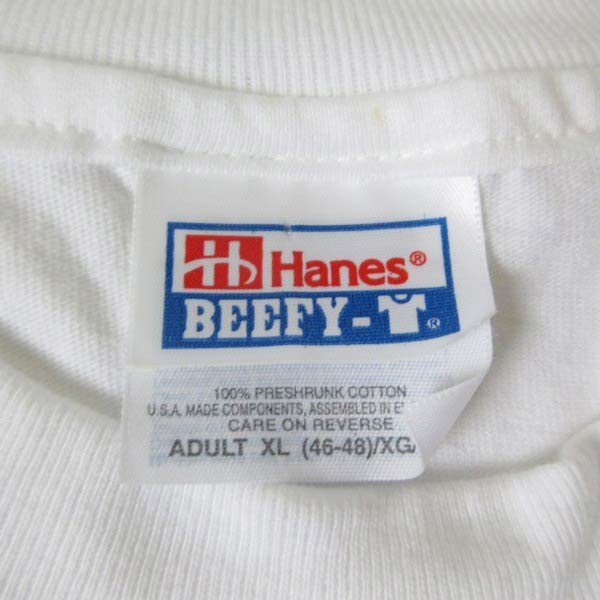 Hanes®
BEEFY-T®
100% PRESHRUNK COTTON
U.S.A. MADE COMPONENTS, ASSEMBLED IN
CARE ON REVERSE
ADULT XL (46-48)/XG